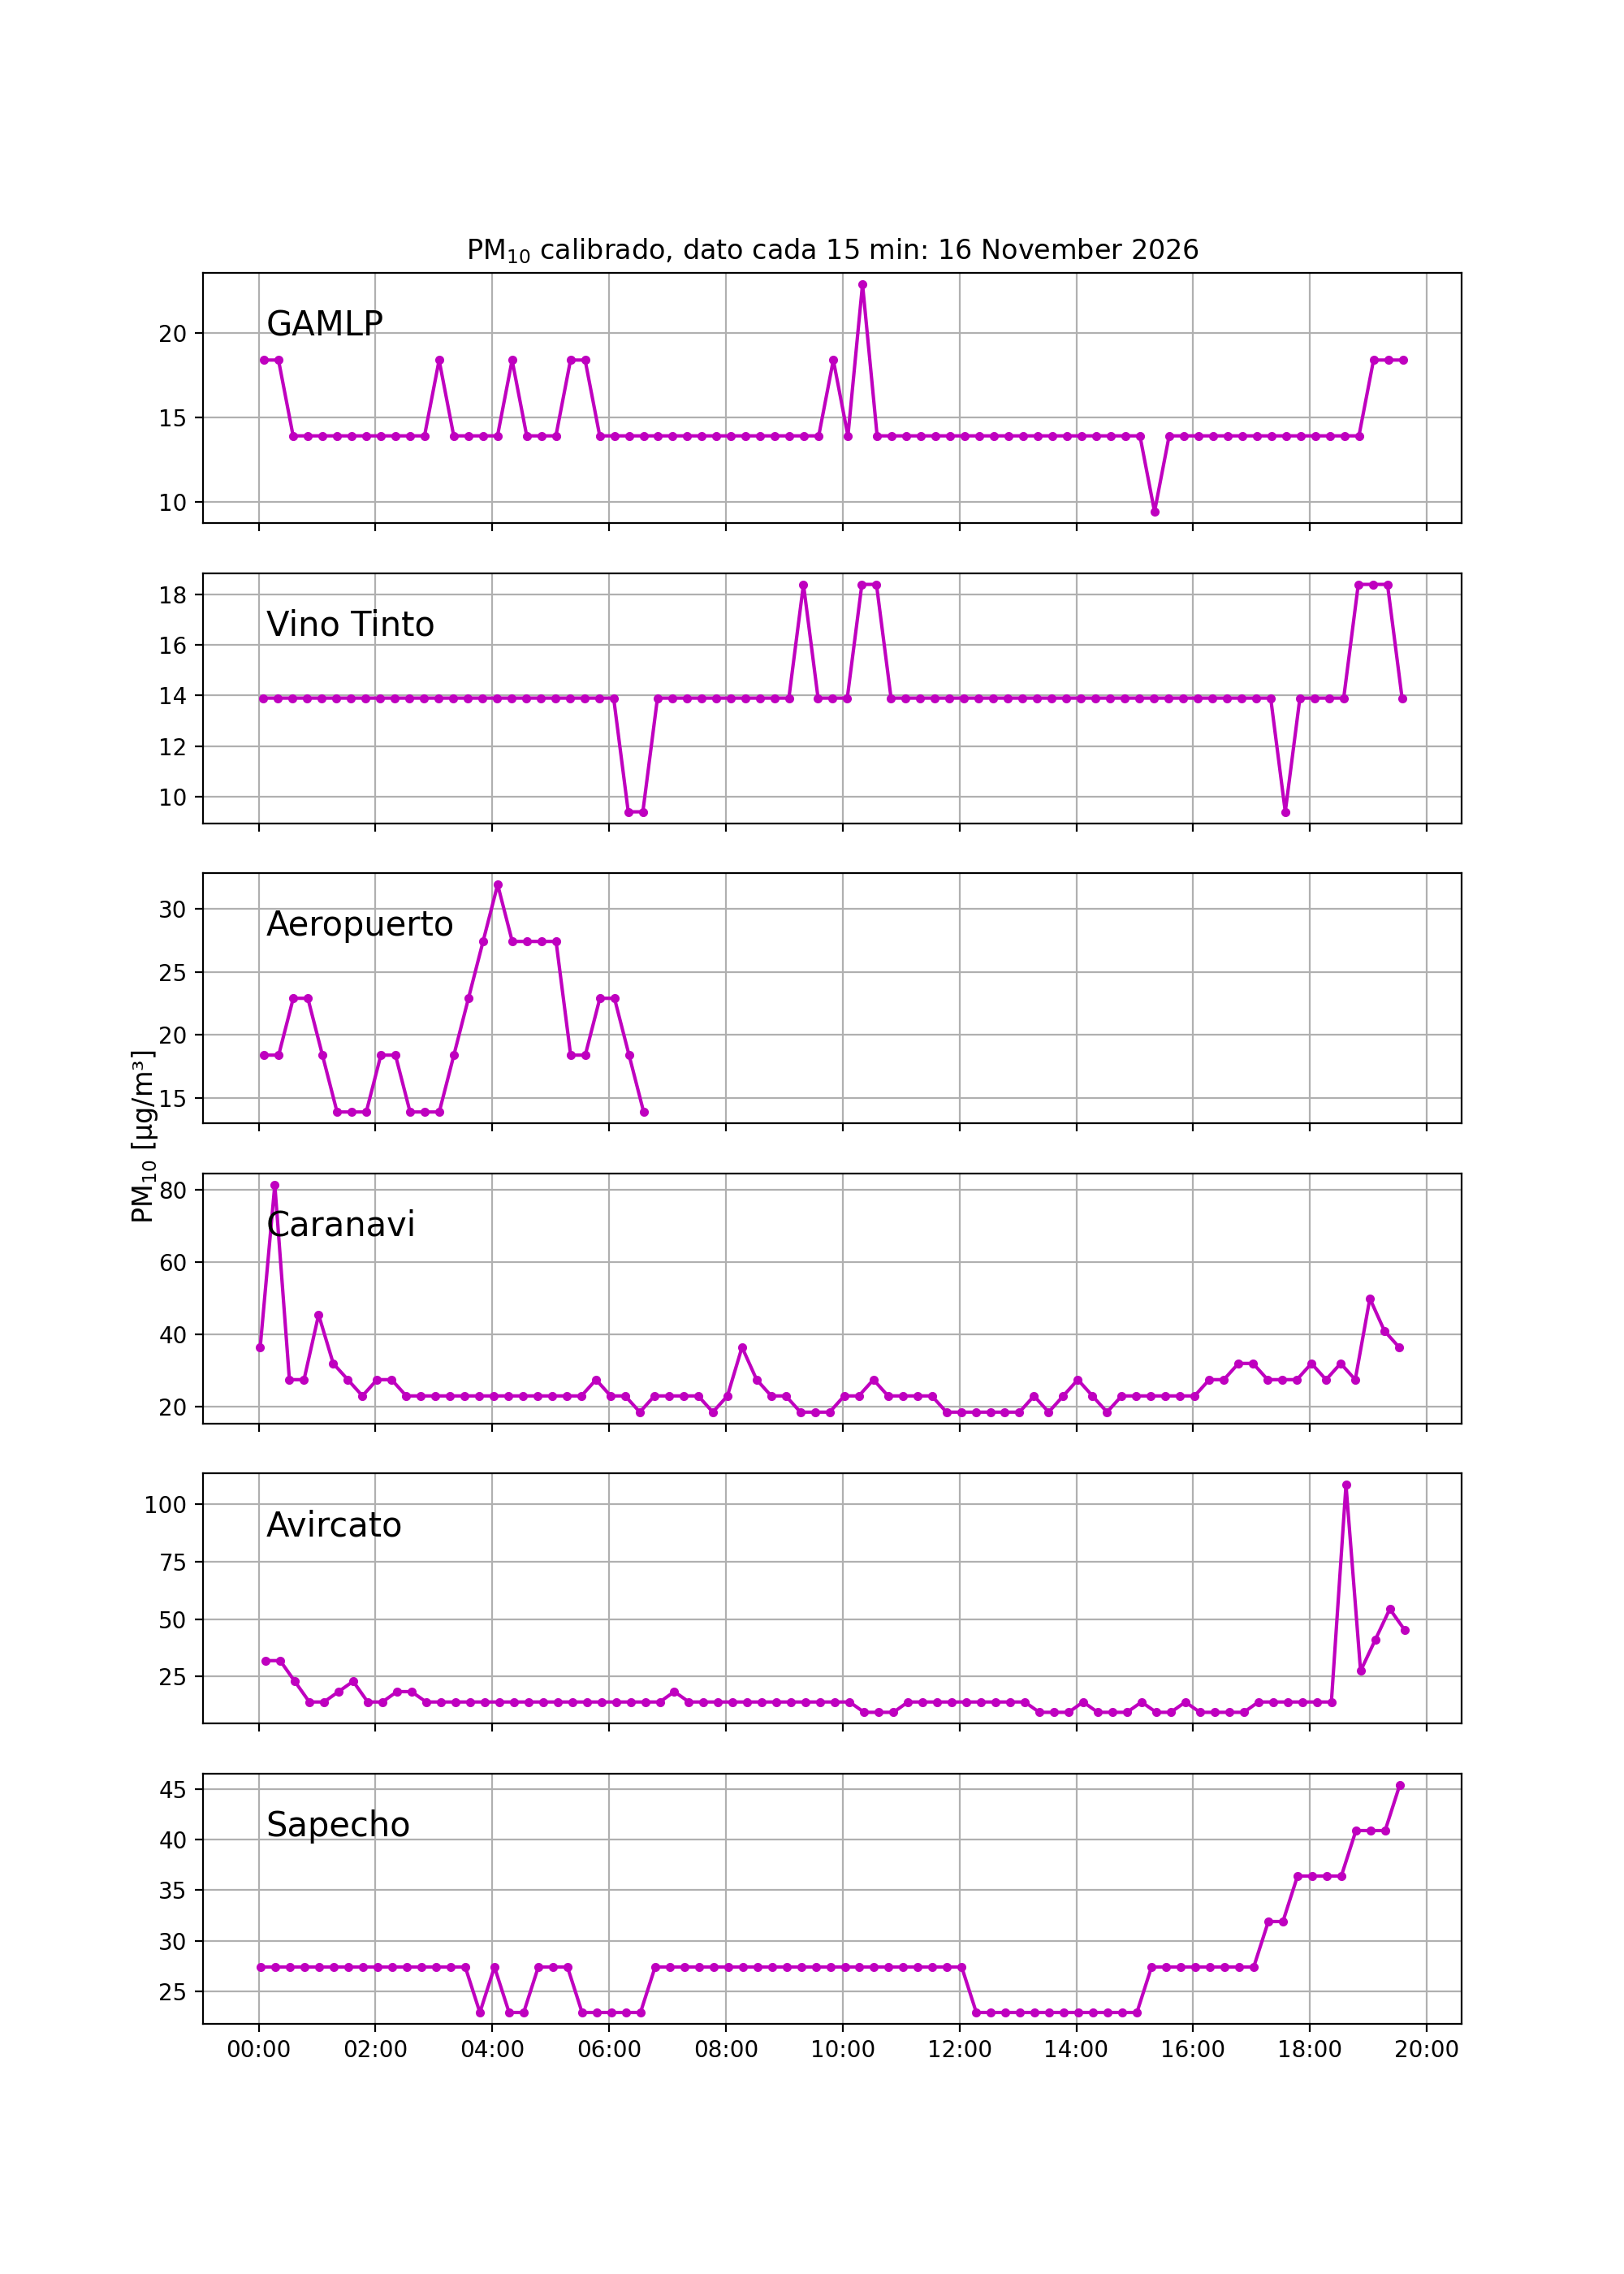 PM₁₀ calibrado, dato cada 15 min: 16 November 2026
GAMLP
20
15
10
Vino Tinto
18
16
14
12
10
Aeropuerto
30
25
20
15
PM₁₀ [µg/m³]
Caranavi
80
60
40
20
Avircato
100
75
50
25
Sapecho
45
40
35
30
25
00:00 02:00 04:00 06:00 08:00 10:00 12:00 14:00 16:00 18:00 20:00